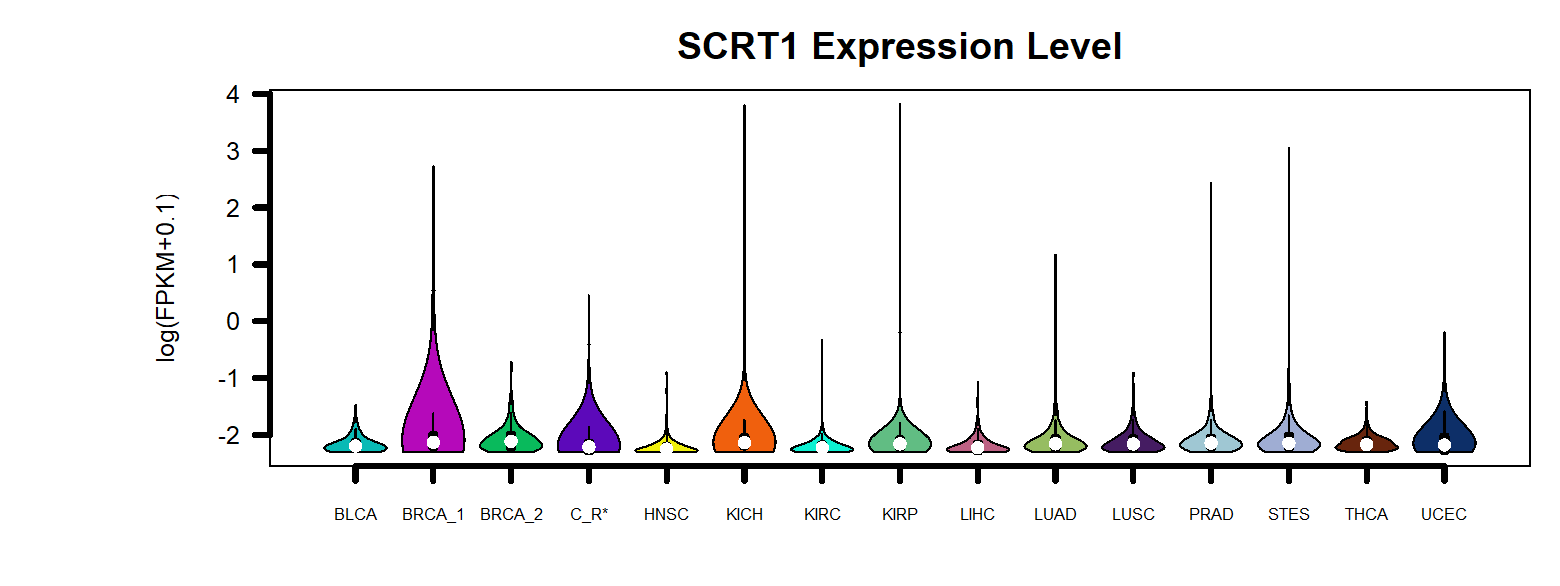 SCRT1 Expression Level
log(FPKM+0.1)
4
3
2
1
0
-1
-2
BLCA BRCA_1 BRCA_2 C_R* HNSC KICH KIRC KIRP LIHC LUAD LUSC PRAD STES THCA UCEC